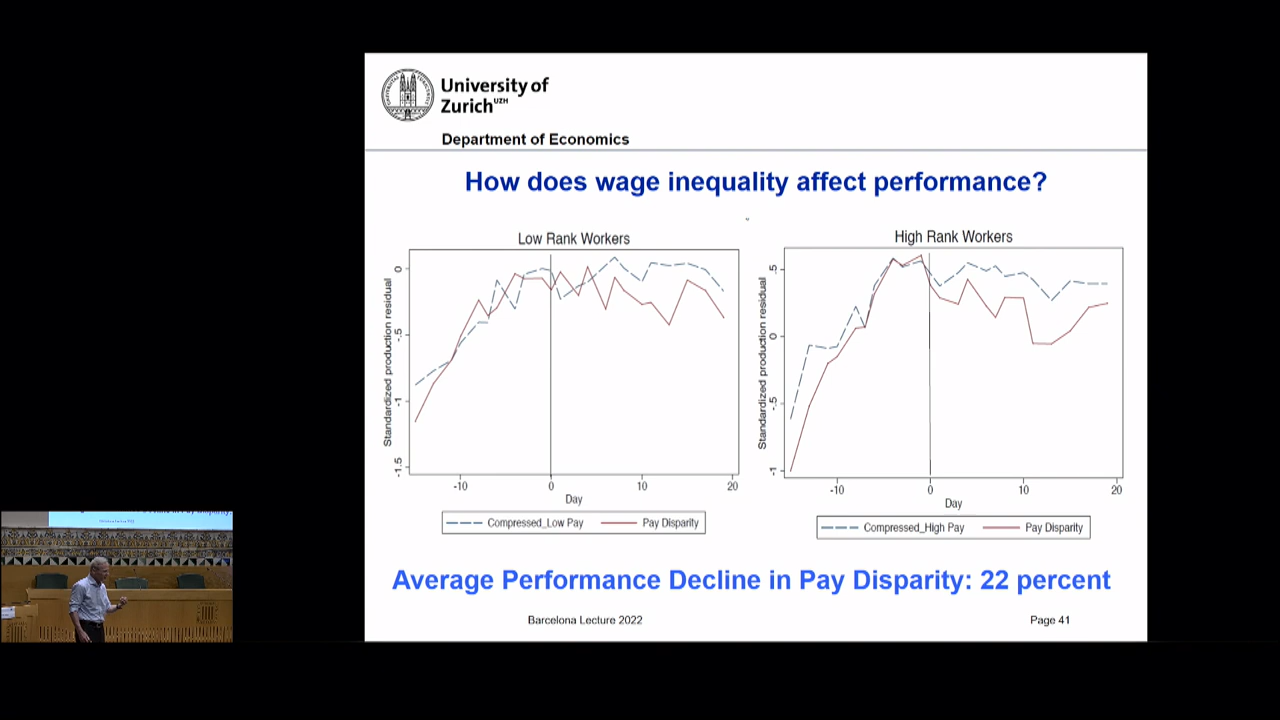 University of
Zurich UZH
Department of Economics
How does wage inequality affect performance?
Low Rank Workers
Standardized production residual
0
-.5
-1
-1.5
-10
0
10
20
Day
Compressed_Low Pay
Pay Disparity
High Rank Workers
Standardized production residual
.5
0
-.5
-1
-10
0
10
20
Day
Compressed_High Pay
Pay Disparity
Average Performance Decline in Pay Disparity: 22 percent
Barcelona Lecture 2022
Page 41